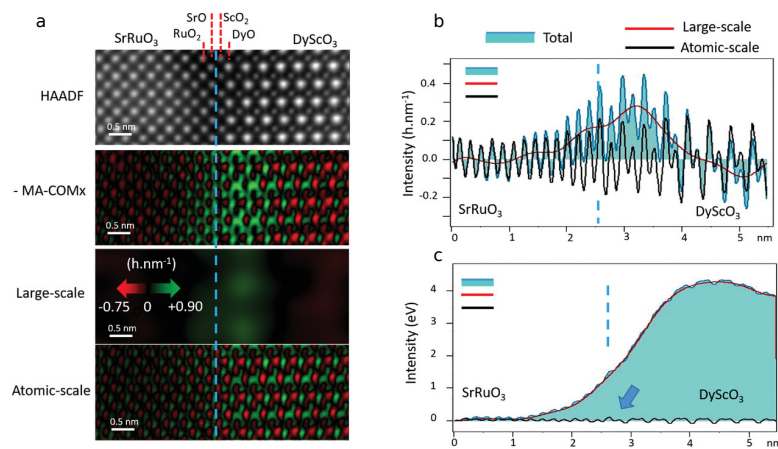 a
SrO
ScO₂
SrRuO₃
RuO₂
DyO
DyScO₃
HAADF
0.5 nm
- MA-COMx
0.5 nm
Large-scale
(h.nm⁻¹)
-0.75 0 +0.90
0.5 nm
Atomic-scale
0.5 nm
b
Total
Large-scale
Atomic-scale
Intensity (h.nm⁻¹)
0.4
0.2
0.0
-0.2
SrRuO₃
DyScO₃
0 1 2 3 4 5 nm
c
Intensity (eV)
4
3
2
1
0
SrRuO₃
DyScO₃
0 1 2 3 4 5 nm